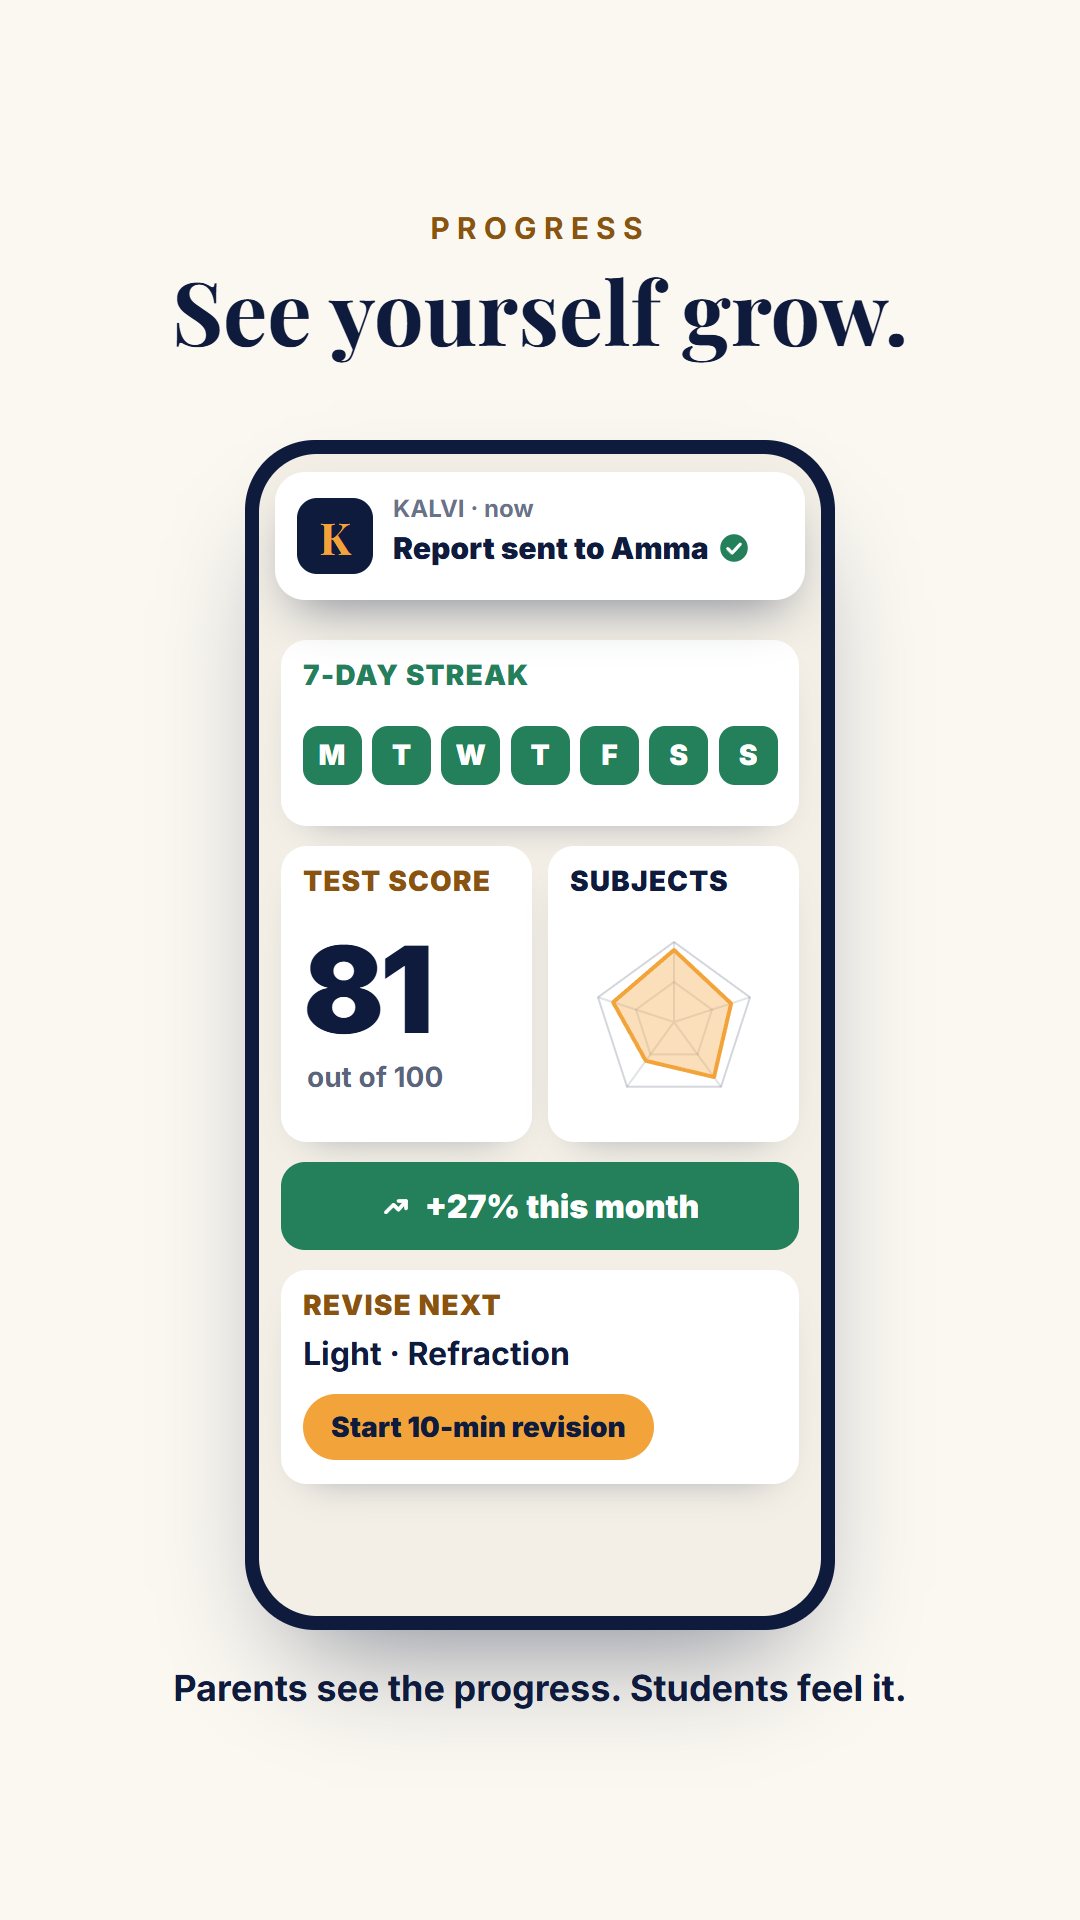 PROGRESS
See yourself grow.
K
KALVI · now
Report sent to Amma
7-DAY STREAK
M T W T F S S
TEST SCORE
81
out of 100
SUBJECTS
+27% this month
REVISE NEXT
Light · Refraction
Start 10-min revision
Parents see the progress. Students feel it.